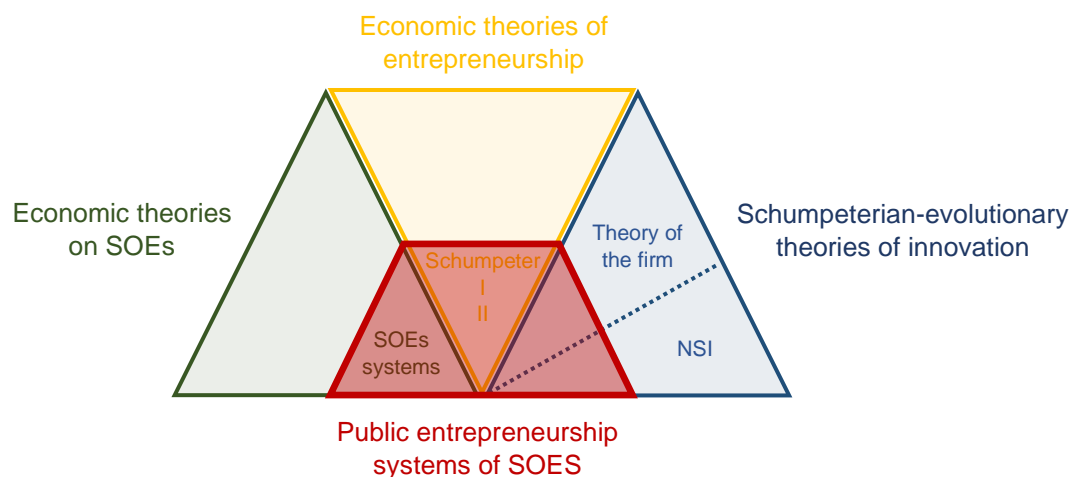 Economic theories of
entrepreneurship
Economic theories
on SOEs
Schumpeterian-evolutionary
theories of innovation
Theory of
the firm
Schumpeter
I
II
SOEs
systems
NSI
Public entrepreneurship
systems of SOES